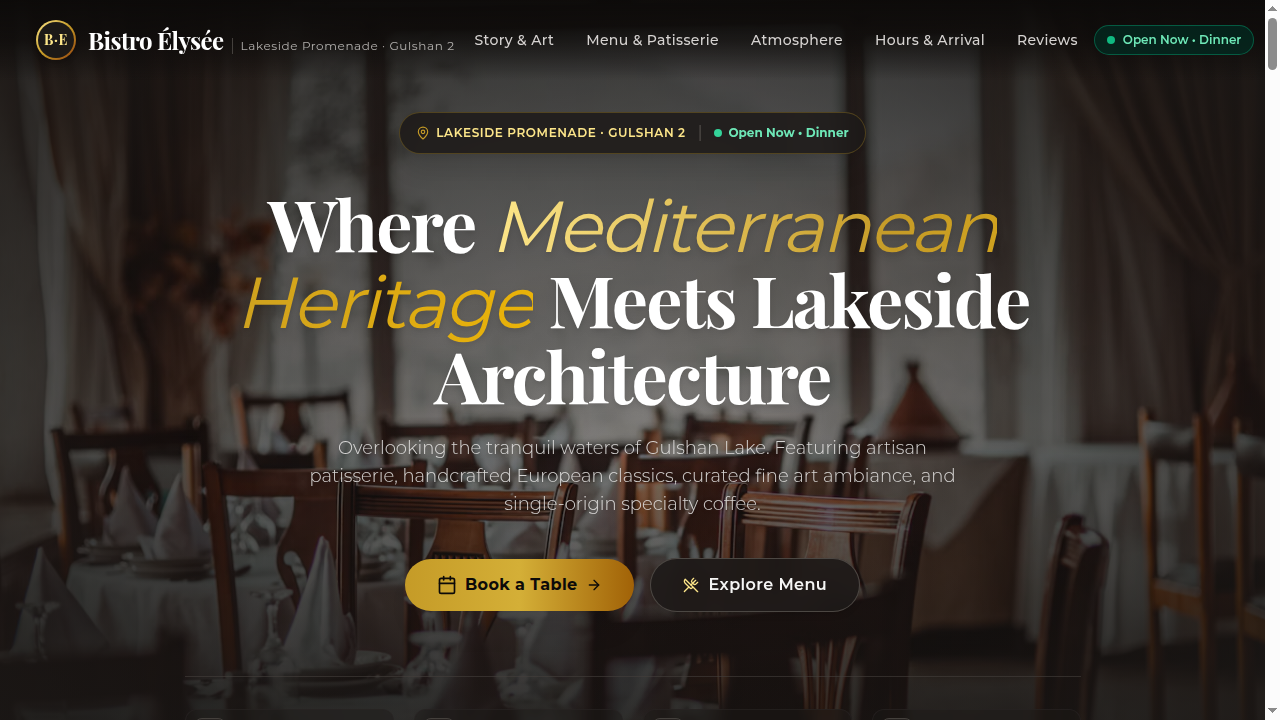 B·E
Bistro Élysée
Lakeside Promenade · Gulshan 2
Story & Art
Menu & Patisserie
Atmosphere
Hours & Arrival
Reviews
Open Now • Dinner
LAKESIDE PROMENADE · GULSHAN 2
Open Now • Dinner
Where Mediterranean
Heritage Meets Lakeside
Architecture
Overlooking the tranquil waters of Gulshan Lake. Featuring artisan
patisserie, handcrafted European classics, curated fine art ambiance, and
single-origin specialty coffee.
Book a Table
Explore Menu